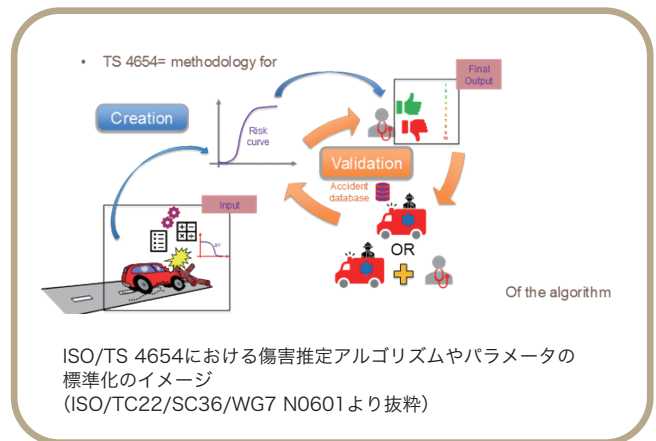 • TS 4654= methodology for
Final
Output
Creation
Risk
curve
Validation
Accident
database
Input
OR
Of the algorithm
ISO/TS 4654における傷害推定アルゴリズムやパラメータの
標準化のイメージ
(ISO/TC22/SC36/WG7 N0601より抜粋)